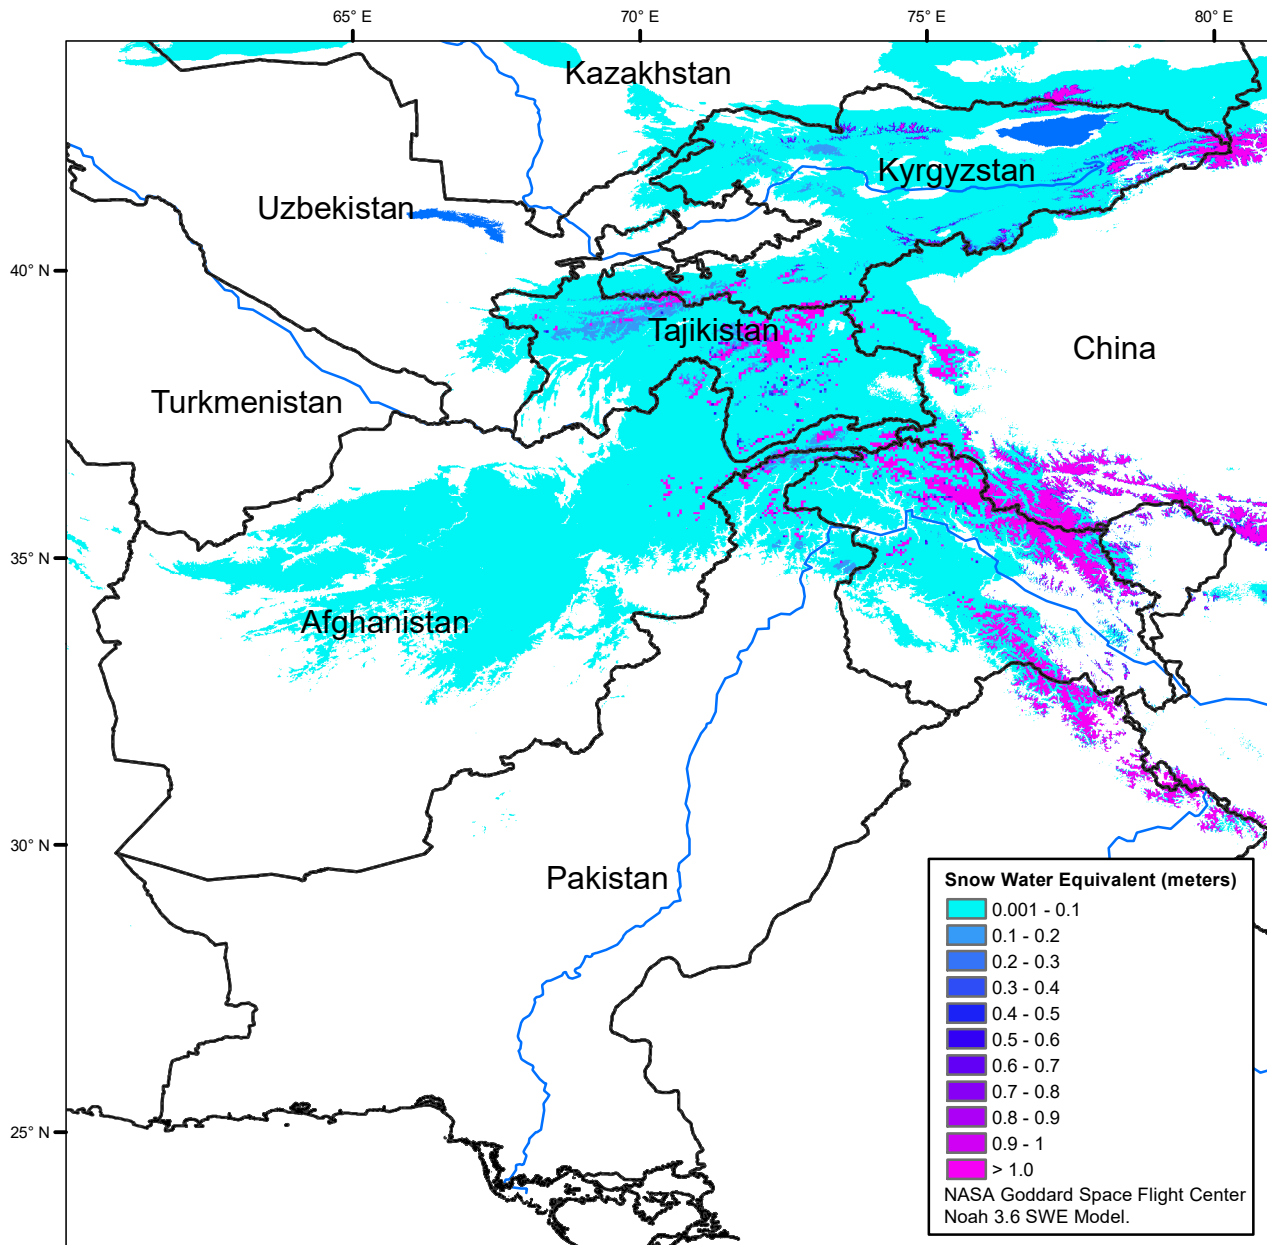 65° E
70° E
75° E
80° E
Kazakhstan
Kyrgyzstan
Uzbekistan
40° N
Tajikistan
China
Turkmenistan
35° N
Afghanistan
30° N
Pakistan
25° N
Snow Water Equivalent (meters)
0.001 - 0.1
0.1 - 0.2
0.2 - 0.3
0.3 - 0.4
0.4 - 0.5
0.5 - 0.6
0.6 - 0.7
0.7 - 0.8
0.8 - 0.9
0.9 - 1
> 1.0
NASA Goddard Space Flight Center
Noah 3.6 SWE Model.